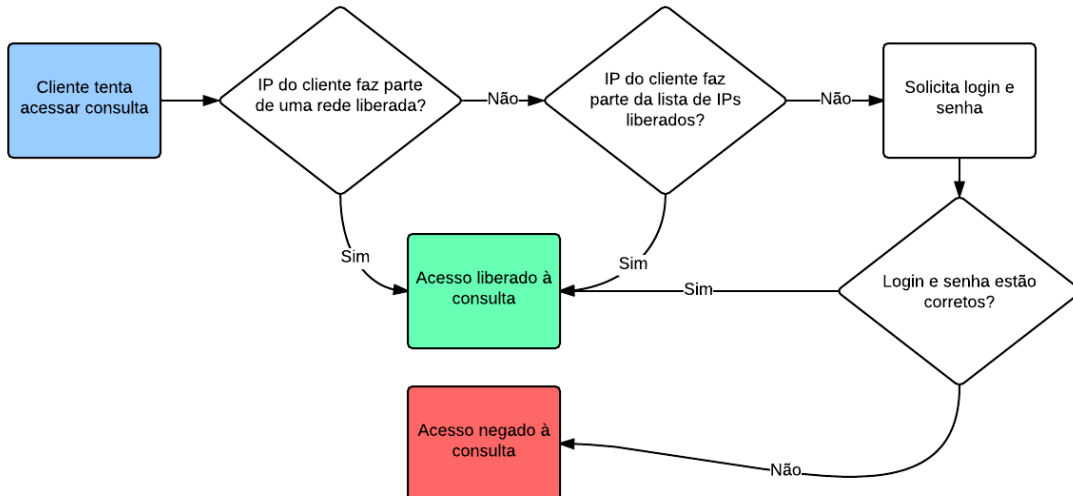 Cliente tenta
acessar consulta
IP do cliente faz parte
de uma rede liberada?
Não
IP do cliente faz
parte da lista de IPs
liberados?
Não
Solicita login e
senha
Sim
Acesso liberado à
consulta
Sim
Sim
Login e senha estão
corretos?
Acesso negado à
consulta
Não